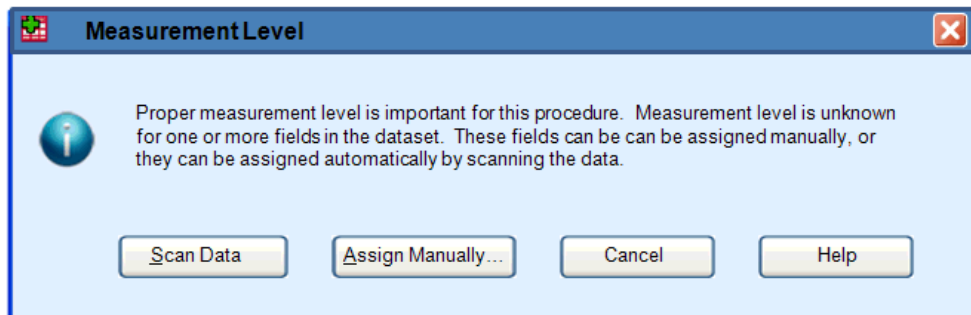 Measurement Level
Proper measurement level is important for this procedure. Measurement level is unknown
for one or more fields in the dataset. These fields can be can be assigned manually, or
they can be assigned automatically by scanning the data.
Scan Data Assign Manually... Cancel Help